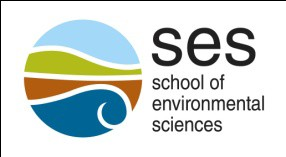 ses
school of
environmental
sciences